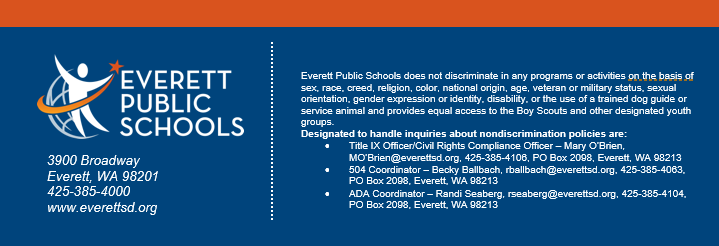 EVERETT
PUBLIC
SCHOOLS
3900 Broadway
Everett, WA 98201
425-385-4000
www.everettsd.org
Everett Public Schools does not discriminate in any programs or activities on the basis of
sex, race, creed, religion, color, national origin, age, veteran or military status, sexual
orientation, gender expression or identity, disability, or the use of a trained dog guide or
service animal and provides equal access to the Boy Scouts and other designated youth
groups.
Designated to handle inquiries about nondiscrimination policies are:
• Title IX Officer/Civil Rights Compliance Officer – Mary O'Brien,
MO'Brien@everettsd.org, 425-385-4106, PO Box 2098, Everett, WA 98213
• 504 Coordinator – Becky Ballbach, rballbach@everettsd.org, 425-385-4063,
PO Box 2098, Everett, WA 98213
• ADA Coordinator – Randi Seaberg, rseaberg@everettsd.org, 425-385-4104,
PO Box 2098, Everett, WA 98213